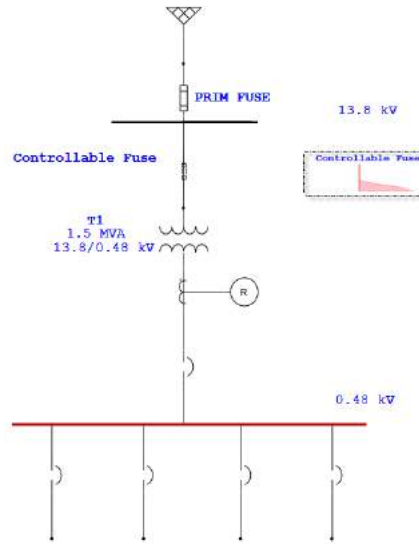 PRIM FUSE
13.8 kV
Controllable Fuse
Controllable Fuse
T1
1.5 MVA
13.8/0.48 kV
R
0.48 kV